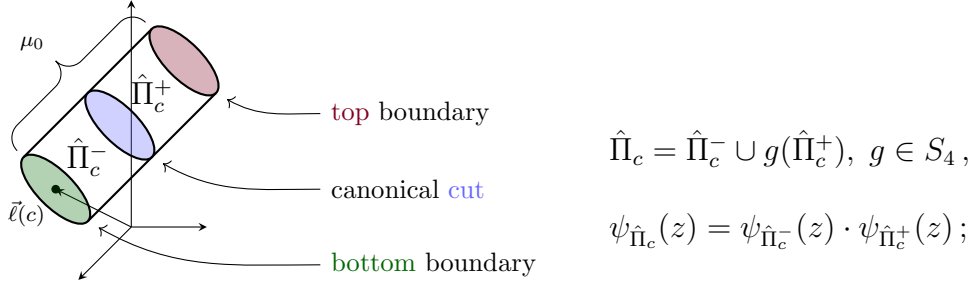 μ₀
Π̂_c^+
Π̂_c^-
ℓ⃗(c)
top boundary
canonical cut
bottom boundary
Π̂_c = Π̂_c^- ∪ g(Π̂_c^+), g ∈ S₄ ,
ψ_{Π̂_c}(z) = ψ_{Π̂_c^-}(z) · ψ_{Π̂_c^+}(z) ;